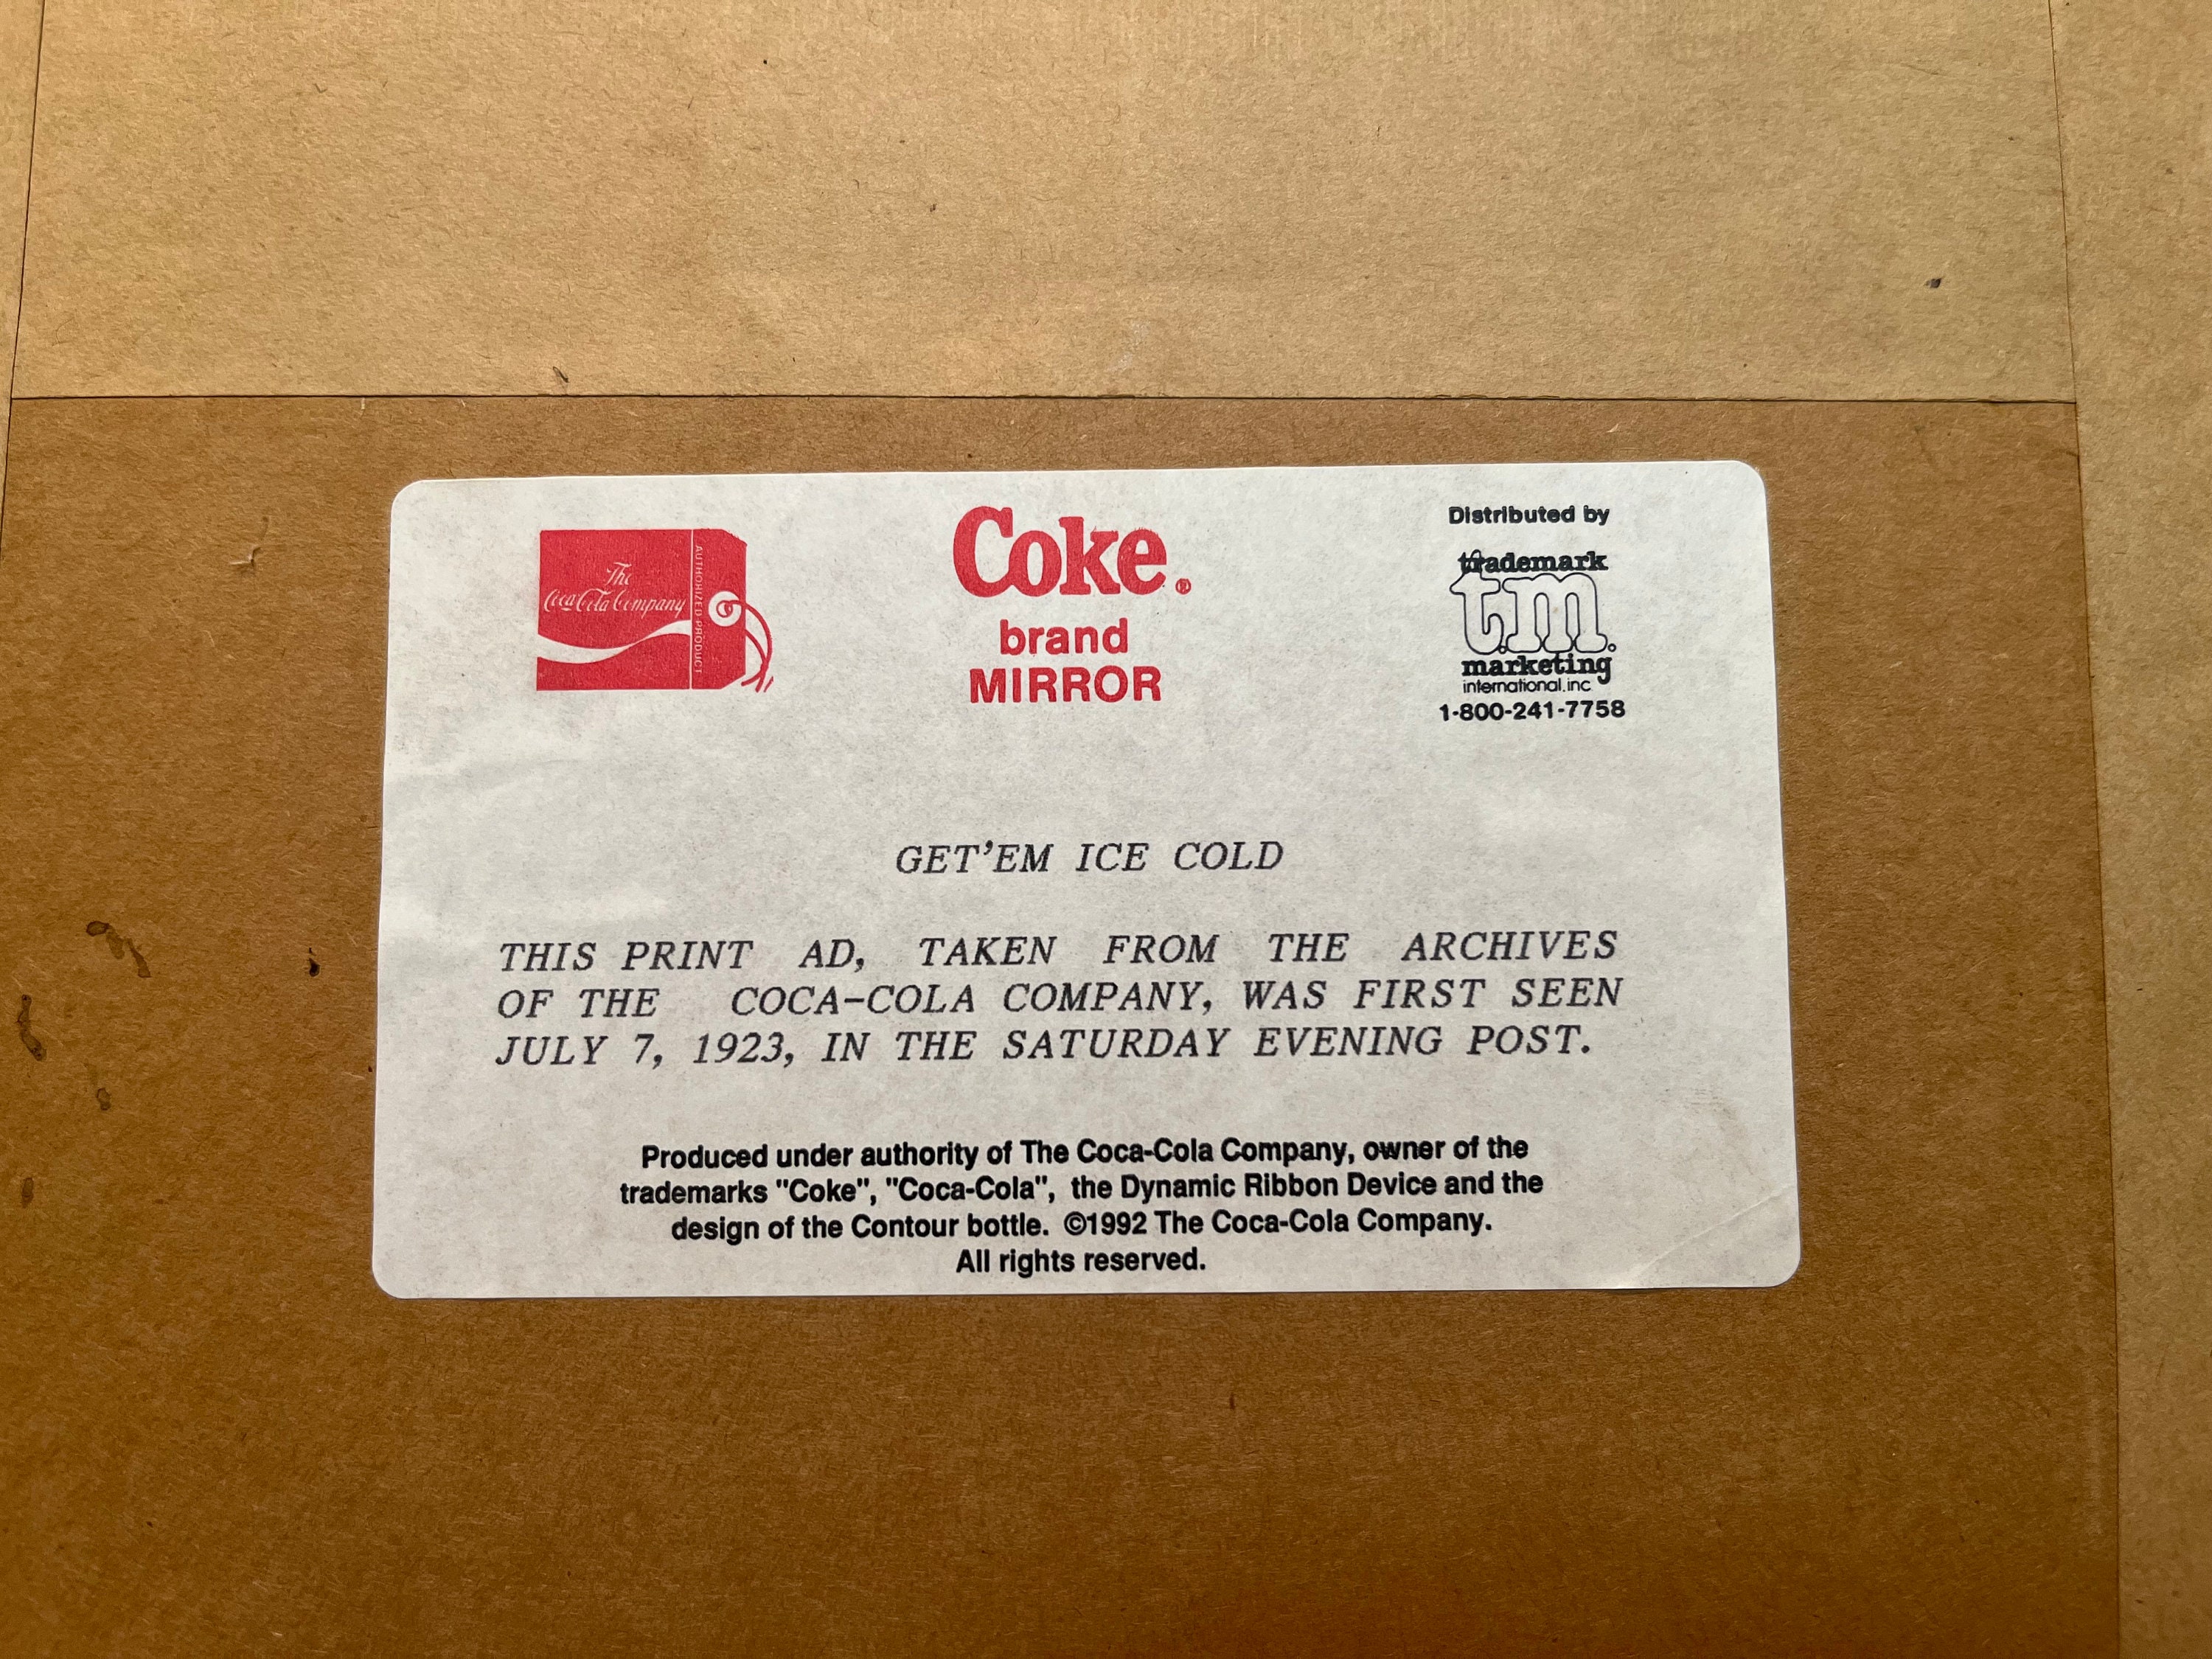 The
Coca-Cola Company
AUTHORIZED PRODUCT
Coke®
brand
MIRROR
Distributed by
trademark
t.m.
marketing
international, inc
1-800-241-7758
GET'EM ICE COLD
THIS PRINT AD, TAKEN FROM THE ARCHIVES
OF THE COCA-COLA COMPANY, WAS FIRST SEEN
JULY 7, 1923, IN THE SATURDAY EVENING POST.
Produced under authority of The Coca-Cola Company, owner of the
trademarks "Coke", "Coca-Cola", the Dynamic Ribbon Device and the
design of the Contour bottle. ©1992 The Coca-Cola Company.
All rights reserved.